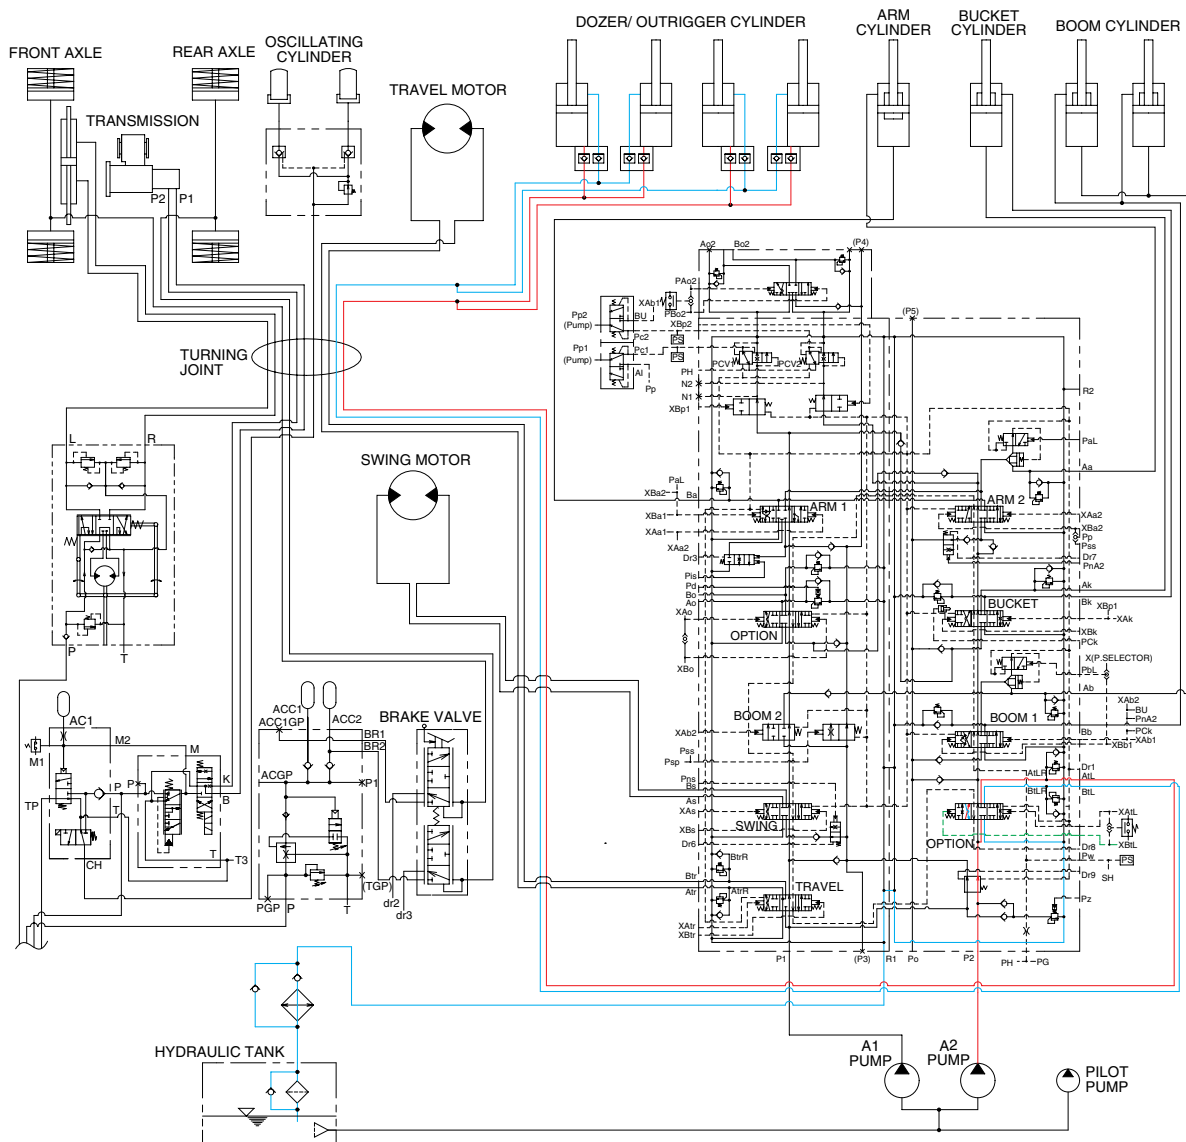 DOZER/ OUTRIGGER CYLINDER
ARM
CYLINDER
BUCKET
CYLINDER
BOOM CYLINDER
FRONT AXLE
REAR AXLE
OSCILLATING
CYLINDER
TRAVEL MOTOR
TRANSMISSION
P2
P1
TURNING
JOINT
L
R
P
T
SWING MOTOR
Ao2
Bo2
(P4)
PAo2
XAb1
PBo2
XBp2
Pp2
(Pump)
BU
Pc2
PS
Pp1
(Pump)
Pc1
PS
AI
Pp
PH
N2
N1
XBp1
PCV1
PCV2
(P5)
R2
PaL
Aa
PaL
XBa2
Ba
XBa1
XAa1
XAa2
ARM 1
ARM 2
XAa2
XBa2
Pp
Pss
Dr7
PnA2
Dr3
Pis
Pd
Bo
Ao
XAo
OPTION
XBo
Ak
Bk
XBp1
XAk
BUCKET
XBk
PCk
X(P.SELECTOR)
PbL
Ab
XAb2
BU
PnA2
PCk
XAb1
BOOM 2
BOOM 1
Bb
XBb1
XAb2
Pss
Psp
Pns
Bs
As
XAs
XBs
SWING
Dr6
Dr1
AtLR
AtL
BtLR
BtL
XAtL
XBtL
OPTION
Dr8
Pw
PS
Dr9
SH
Pz
BtrR
Btr
AtrR
Atr
TRAVEL
XAtr
XBtr
P1
(P3)
R1
Po
P2
PH
PG
AC1
M2
M1
M
K
B
TP
P
P
T
T
T3
CH
ACC1
ACC1GP
ACC2
BR1
BR2
BRAKE VALVE
ACGP
P1
(TGP)
PGP
P
T
dr2
dr3
HYDRAULIC TANK
A1
PUMP
A2
PUMP
PILOT
PUMP